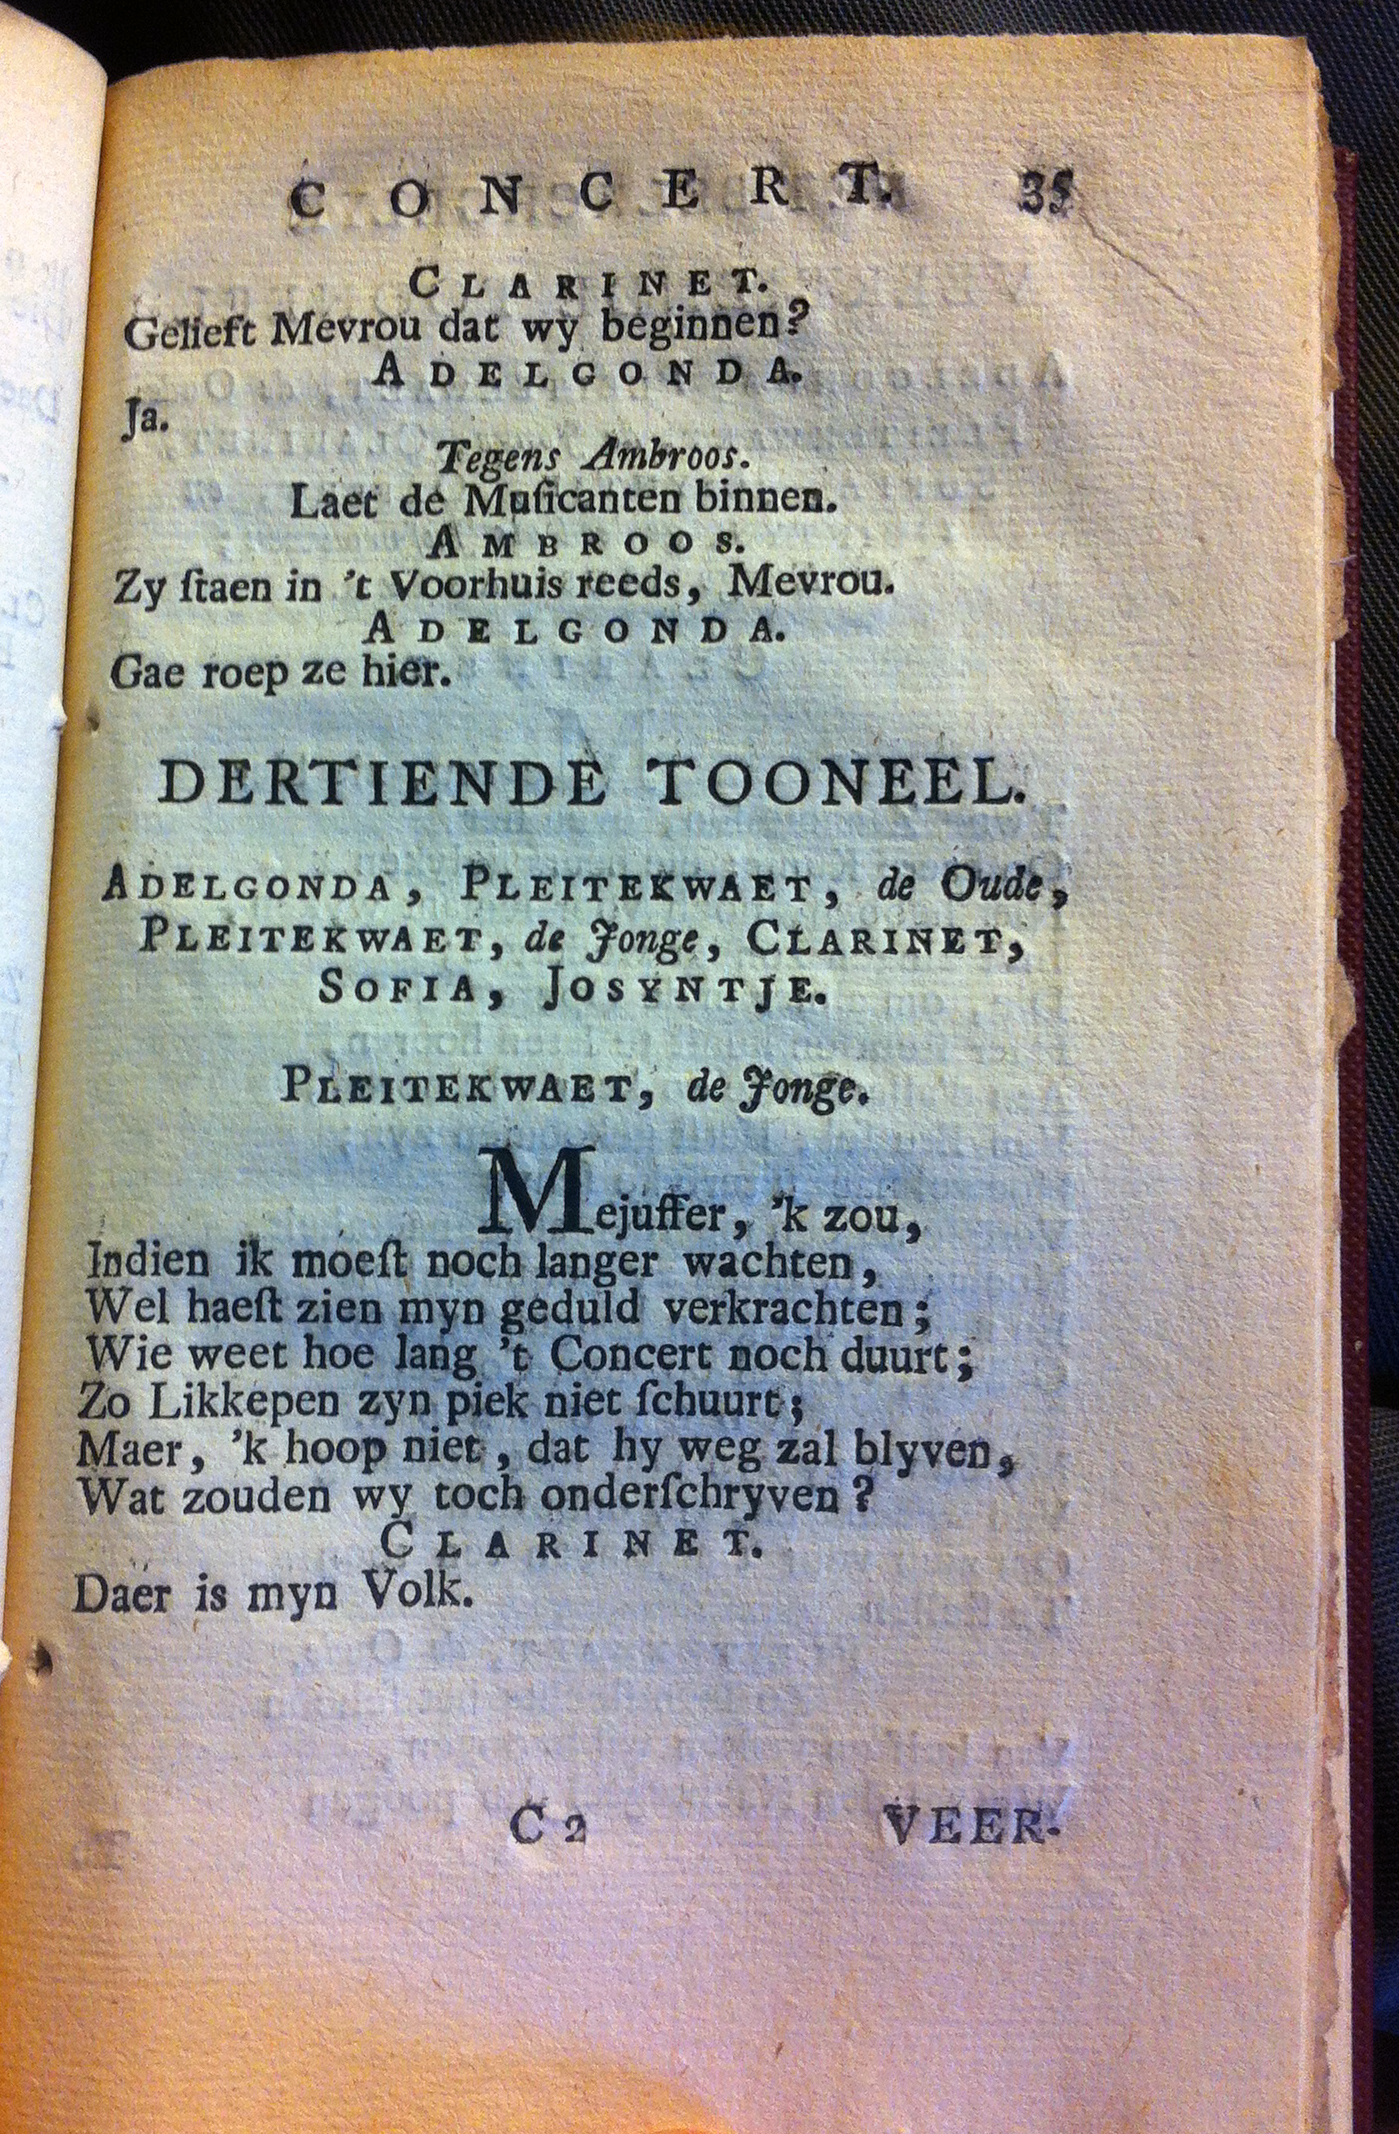 CONCERT. 35
CLARINET.
Gelieft Mevrou dat wy beginnen?
ADELGONDA.
Ja.
Tegens Ambroos.
Laet de Muſicanten binnen.
AMBROOS.
Zy ſtaen in 't Voorhuis reeds, Mevrou.
ADELGONDA.
Gae roep ze hier.
DERTIENDE TOONEEL.
ADELGONDA, PLEITEKWAET, de Oude,
PLEITEKWAET, de Jonge, CLARINET,
SOFIA, JOSYNTJE.
PLEITEKWAET, de Jonge.
Mejuffer, 'k zou,
Indien ik moeſt noch langer wachten,
Wel haeſt zien myn geduld verkrachten;
Wie weet hoe lang 't Concert noch duurt;
Zo Likkepen zyn piek niet ſchuurt;
Maer, 'k hoop niet, dat hy weg zal blyven,
Wat zouden wy toch onderſchryven?
CLARINET.
Daer is myn Volk.
C 2 VEER-